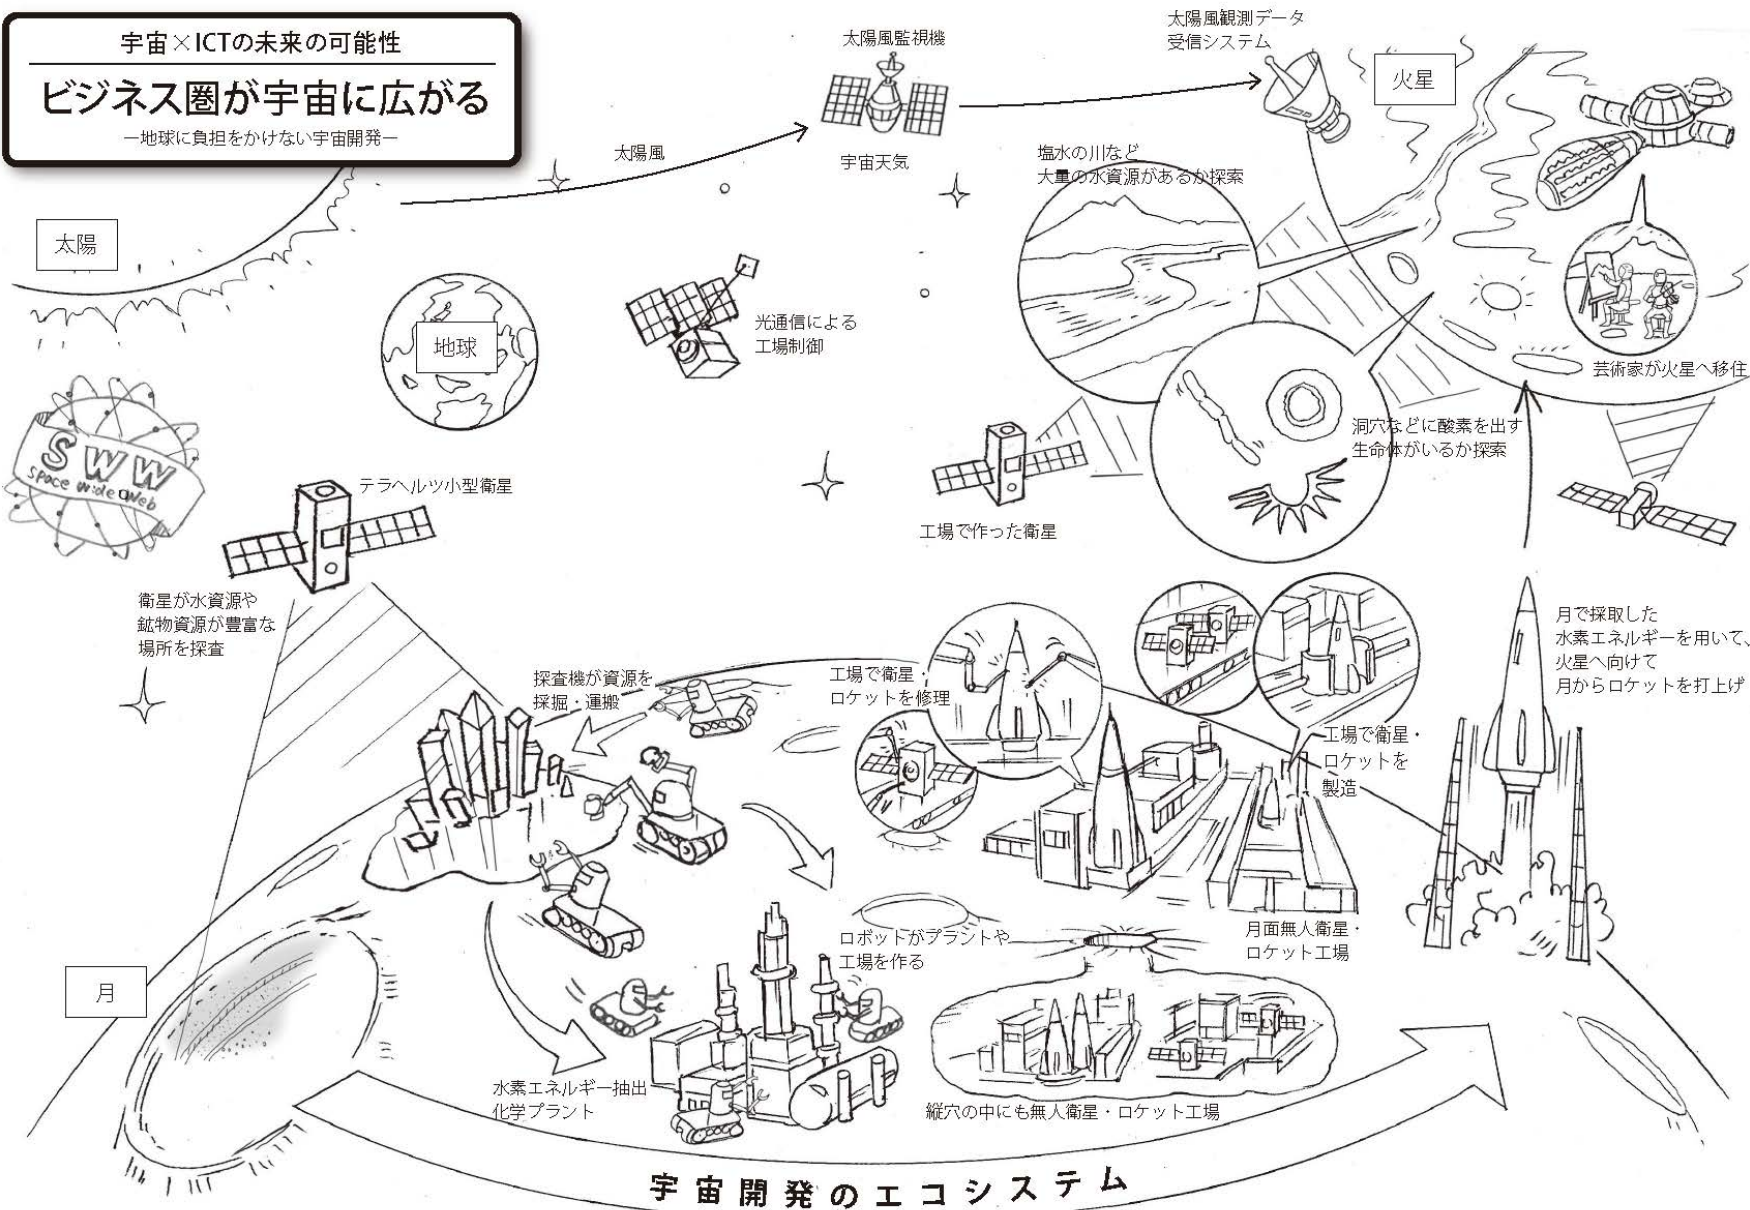 宇宙×ICTの未来の可能性
ビジネス圏が宇宙に広がる
―地球に負担をかけない宇宙開発―
太陽
太陽風
太陽風監視機
宇宙天気
太陽風観測データ
受信システム
火星
塩水の川など
大量の水資源があるか探索
地球
光通信による
工場制御
芸術家が火星へ移住
洞穴などに酸素を出す
生命体がいるか探索
SWW
Space Wide Web
テラヘルツ小型衛星
工場で作った衛星
衛星が水資源や
鉱物資源が豊富な
場所を探査
探査機が資源を
採掘・運搬
工場で衛星・
ロケットを修理
工場で衛星・
ロケットを
製造
月で採取した
水素エネルギーを用いて、
火星へ向けて
月からロケットを打上げ
月
ロボットがプラントや
工場を作る
月面無人衛星・
ロケット工場
水素エネルギー抽出
化学プラント
縦穴の中にも無人衛星・ロケット工場
宇宙開発のエコシステム